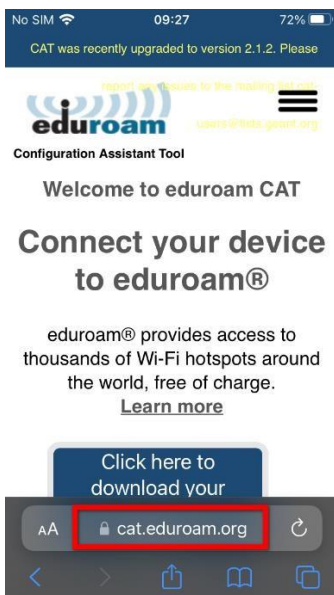 No SIM 09:27 72%
CAT was recently upgraded to version 2.1.2. Please
report any issues to the mailing list cat-
users@lists.geant.org
eduroam
Configuration Assistant Tool
Welcome to eduroam CAT
Connect your device
to eduroam®
eduroam® provides access to
thousands of Wi-Fi hotspots around
the world, free of charge.
Learn more
Click here to
download your
AA cat.eduroam.org